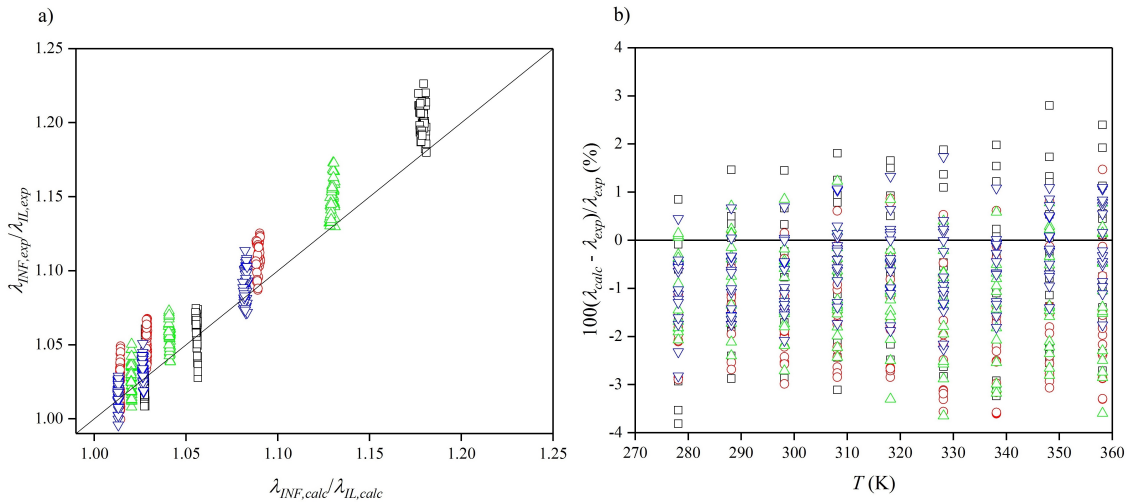 a)
1.25
1.20
1.15
1.10
1.05
1.00
λINF,exp/λIL,exp
1.00 1.05 1.10 1.15 1.20 1.25
λINF,calc/λIL,calc
b)
4
3
2
1
0
-1
-2
-3
-4
100(λcalc - λexp)/λexp (%)
270 280 290 300 310 320 330 340 350 360
T (K)